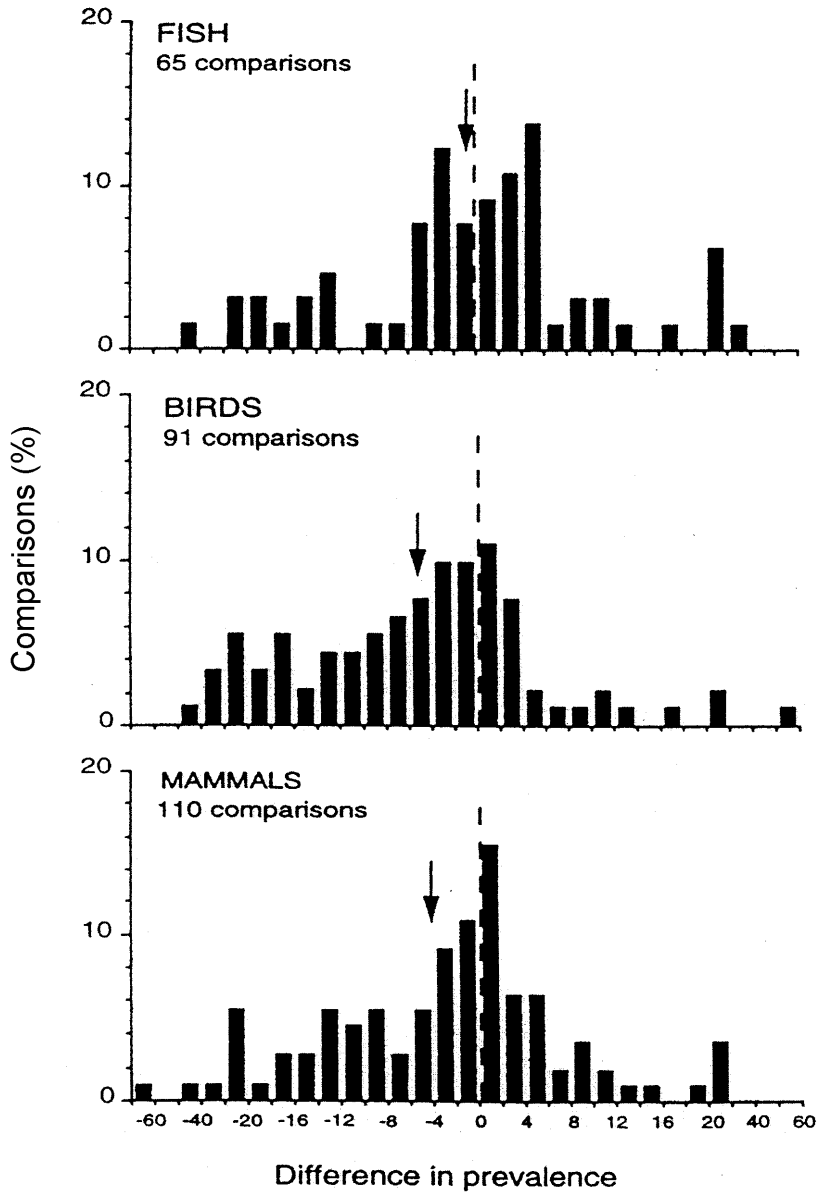 20
FISH
65 comparisons
10
0
20
BIRDS
91 comparisons
10
0
Comparisons (%)
20
MAMMALS
110 comparisons
10
0
-60 -40 -20 -16 -12 -8 -4 0 4 8 12 16 20 40 60
Difference in prevalence